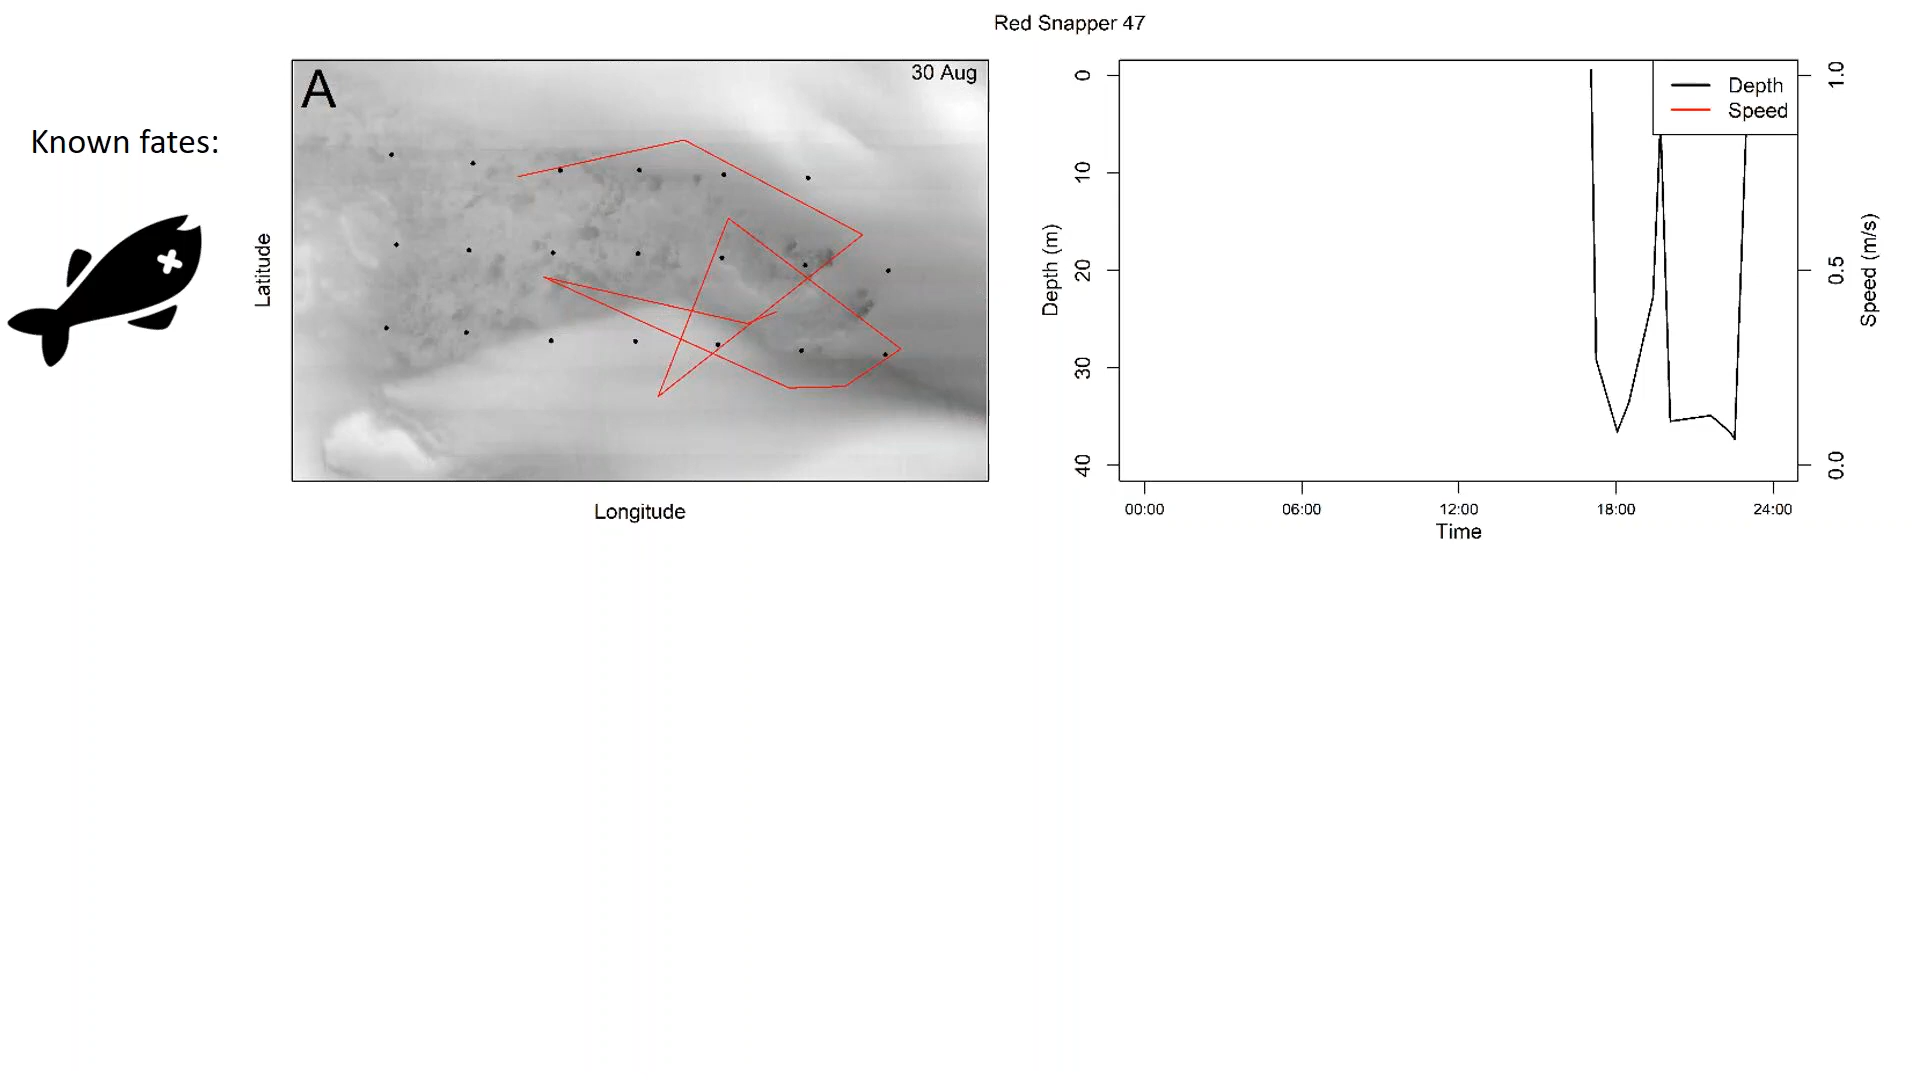 Red Snapper 47
Known fates:
A
30 Aug
Latitude
Longitude
Depth
Speed
0
10
20
30
40
Depth (m)
1.0
0.5
0.0
Speed (m/s)
00:00 06:00 12:00 18:00 24:00
Time